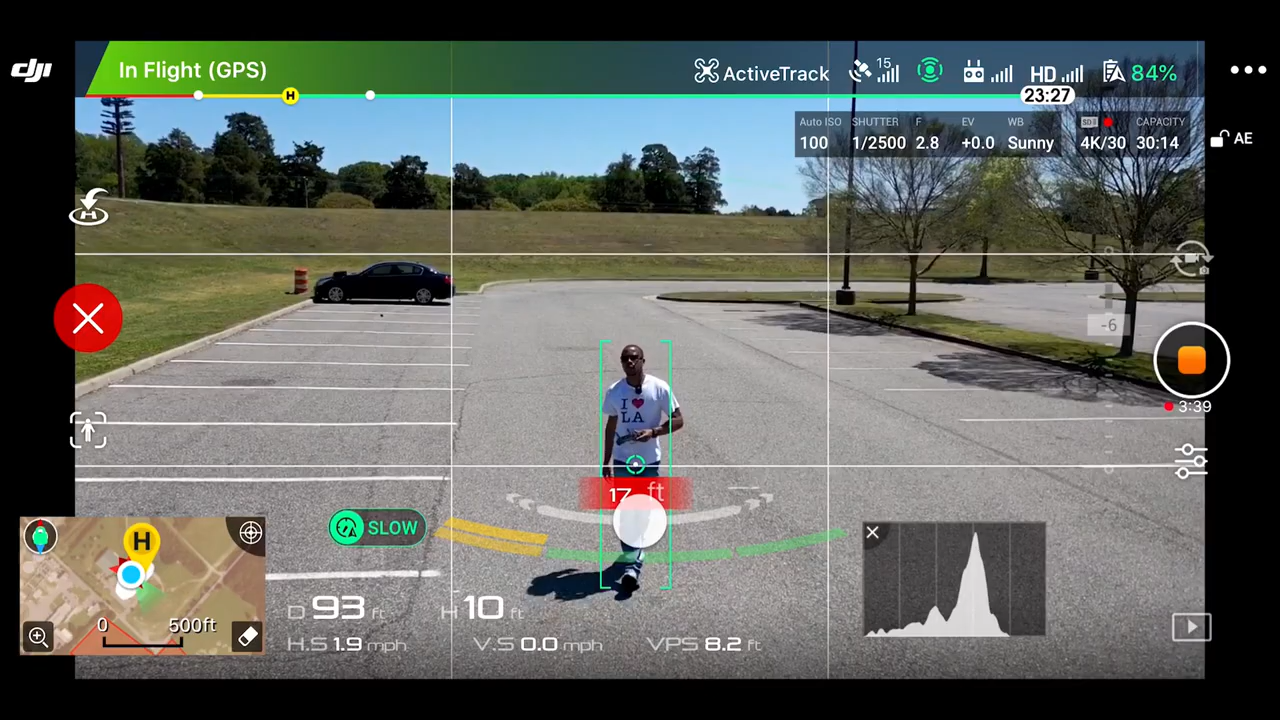 dji
In Flight (GPS)
ActiveTrack
15
HD
84%
H
23:27
Auto ISO
100
SHUTTER
1/2500
F
2.8
EV
+0.0
WB
Sunny
SD
4K/30
CAPACITY
30:14
AE
H
-6
3:39
I ❤ LA
17 ft
SLOW
H
0 500ft
D 93 ft
H 10 ft
H.S 1.9 mph
V.S 0.0 mph
VPS 8.2 ft